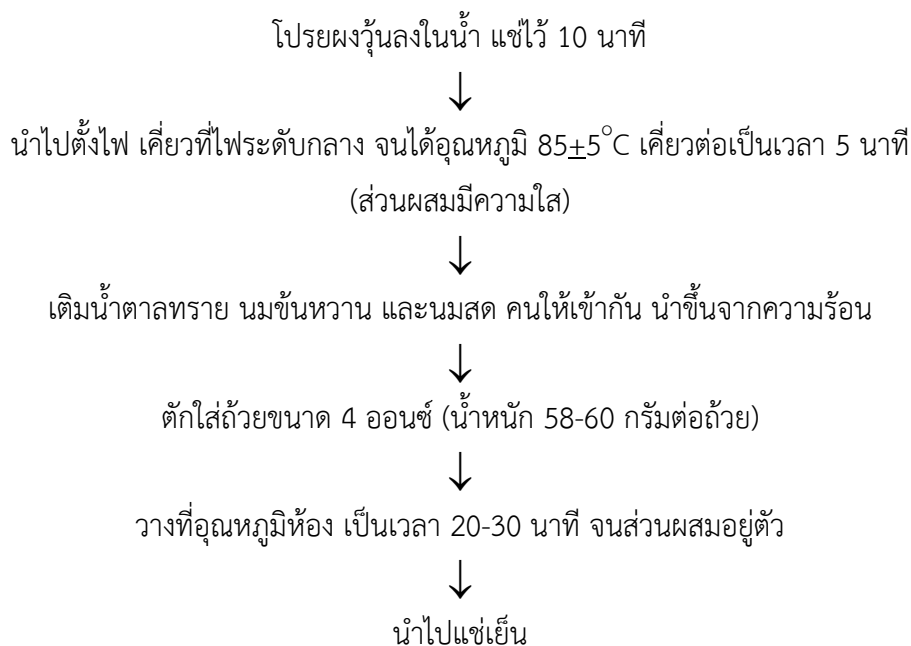 โปรยผงวุ้นลงในน้ำ แช่ไว้ 10 นาที
↓
นำไปตั้งไฟ เคี่ยวที่ไฟระดับกลาง จนได้อุณหภูมิ 85±5°C เคี่ยวต่อเป็นเวลา 5 นาที
(ส่วนผสมมีความใส)
↓
เติมน้ำตาลทราย นมข้นหวาน และนมสด คนให้เข้ากัน นำขึ้นจากความร้อน
↓
ตักใส่ถ้วยขนาด 4 ออนซ์ (น้ำหนัก 58-60 กรัมต่อถ้วย)
↓
วางที่อุณหภูมิห้อง เป็นเวลา 20-30 นาที จนส่วนผสมอยู่ตัว
↓
นำไปแช่เย็น